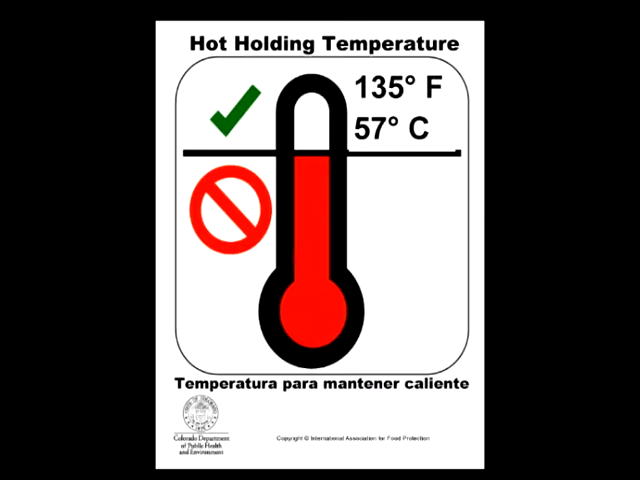 Hot Holding Temperature
135° F
57° C
Temperatura para mantener caliente
Colorado Department
of Public Health
and Environment
Copyright © International Association for Food Protection